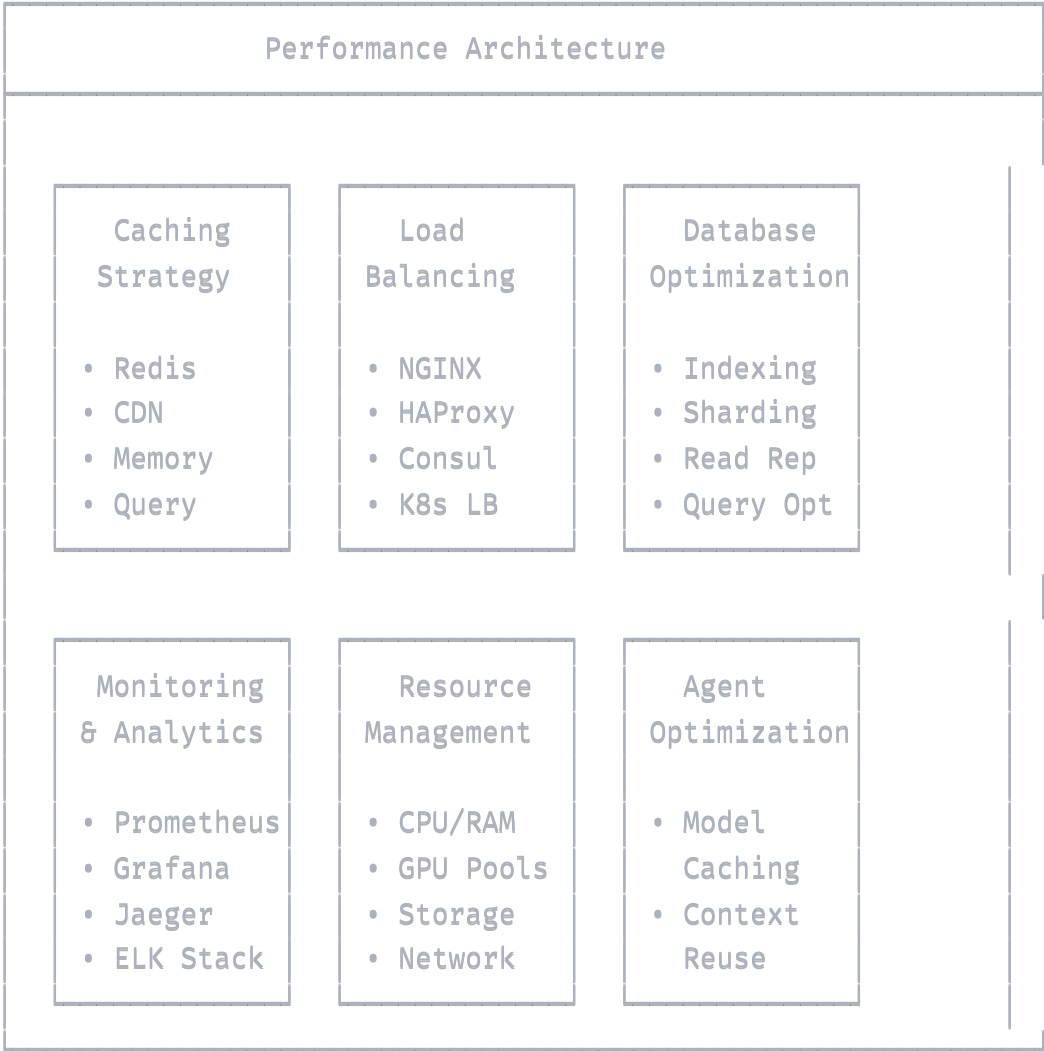 Performance Architecture
Caching
Strategy
• Redis
• CDN
• Memory
• Query
Load
Balancing
• NGINX
• HAProxy
• Consul
• K8s LB
Database
Optimization
• Indexing
• Sharding
• Read Rep
• Query Opt
Monitoring
& Analytics
• Prometheus
• Grafana
• Jaeger
• ELK Stack
Resource
Management
• CPU/RAM
• GPU Pools
• Storage
• Network
Agent
Optimization
• Model
Caching
• Context
Reuse